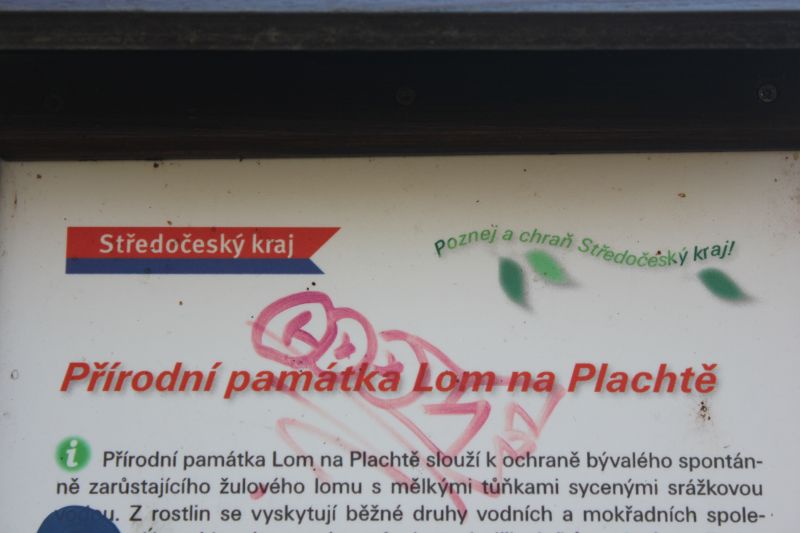 Středočeský kraj
Poznej a chraň Středočeský kraj!
Přírodní památka Lom na Plachtě
i Přírodní památka Lom na Plachtě slouží k ochraně bývalého spontán-
ně zarůstajícího žulového lomu s mělkými tůňkami sycenými srážkovou
vodou. Z rostlin se vyskytují běžné druhy vodních a mokřadních spole-